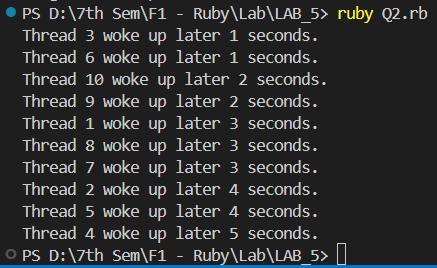 PS D:\7th Sem\F1 - Ruby\Lab\LAB_5> ruby Q2.rb
Thread 3 woke up later 1 seconds.
Thread 6 woke up later 1 seconds.
Thread 10 woke up later 2 seconds.
Thread 9 woke up later 2 seconds.
Thread 1 woke up later 3 seconds.
Thread 8 woke up later 3 seconds.
Thread 7 woke up later 3 seconds.
Thread 2 woke up later 4 seconds.
Thread 5 woke up later 4 seconds.
Thread 4 woke up later 5 seconds.
PS D:\7th Sem\F1 - Ruby\Lab\LAB_5>